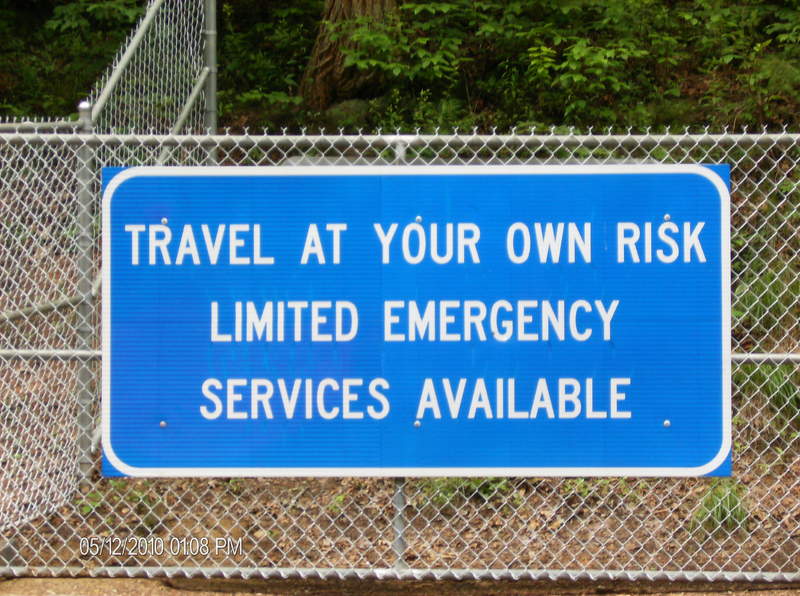 TRAVEL AT YOUR OWN RISK
LIMITED EMERGENCY
SERVICES AVAILABLE
05/12/2010 01:08 PM